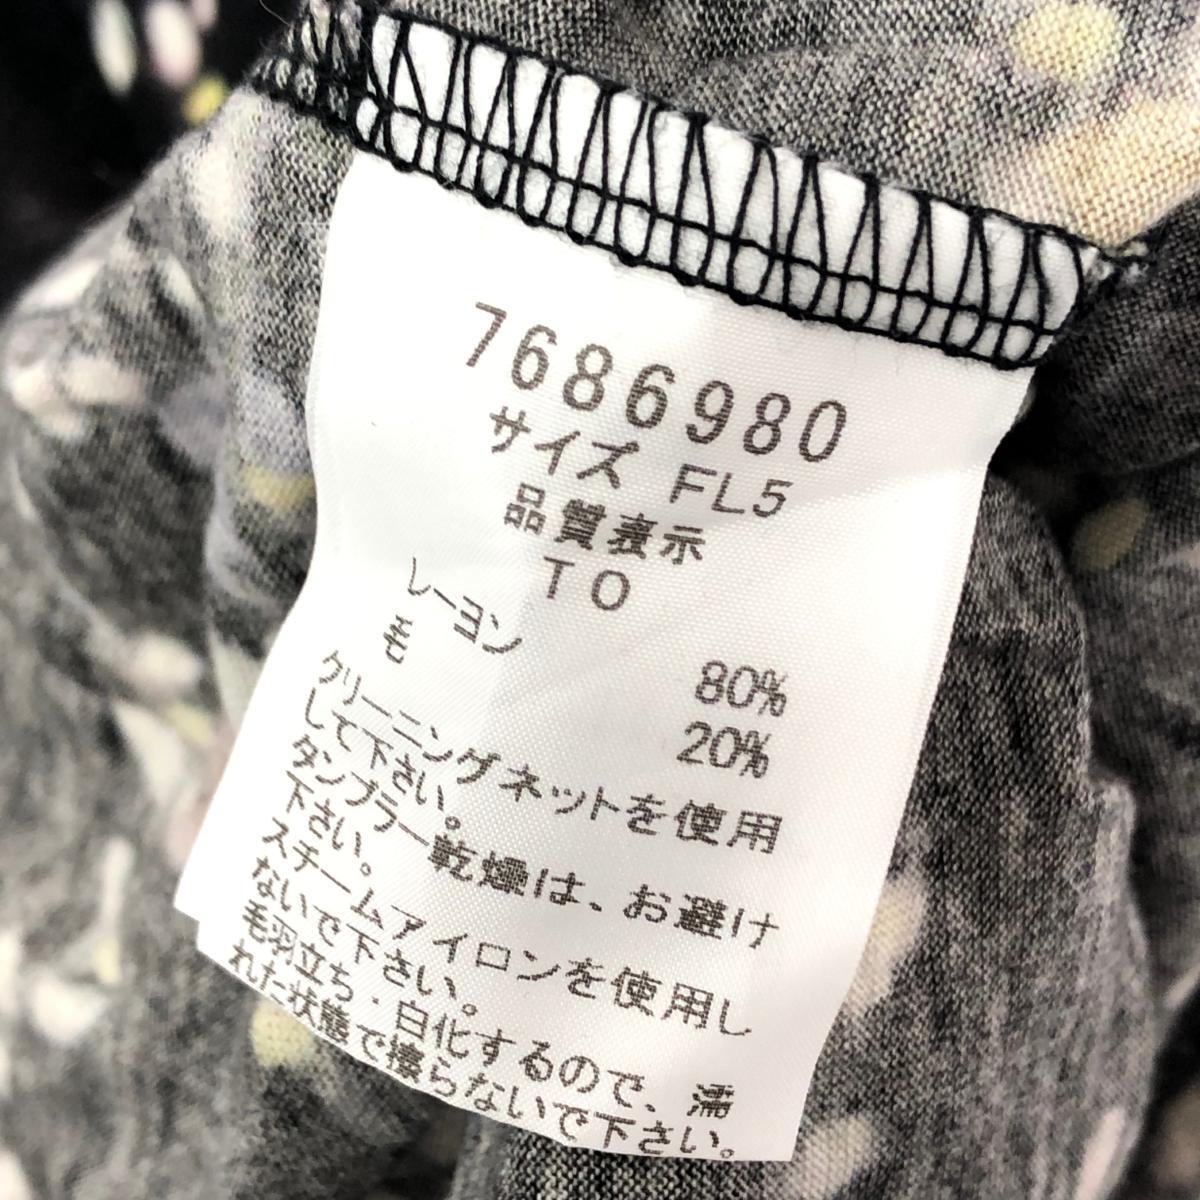 7686980
サイズ FL5
品質表示
TO
レーヨン 80%
毛 20%
クリーニングネットを使用
して下さい。
タンブラー乾燥は、お避け
下さい。
スチームアイロンを使用し
ないで下さい。
毛羽立ち・白化するので、濡
れた状態で擦らないで下さい。